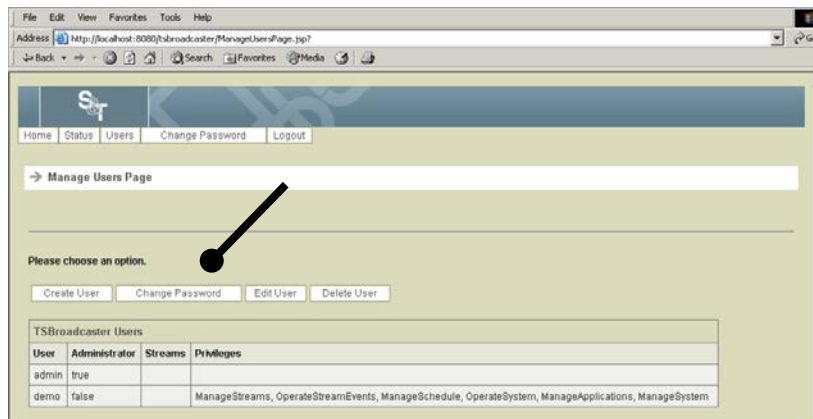 File Edit View Favorites Tools Help
Address http://localhost:8080/tsbroadcaster/ManageUsersPage.jsp?
Back Search Favorites Media
S&T
Home Status Users Change Password Logout
Manage Users Page
Please choose an option.
Create User Change Password Edit User Delete User
TSBroadcaster Users
User Administrator Streams Privileges
admin true
demo false ManageStreams, OperateStreamEvents, ManageSchedule, OperateSystem, ManageApplications, ManageSystem